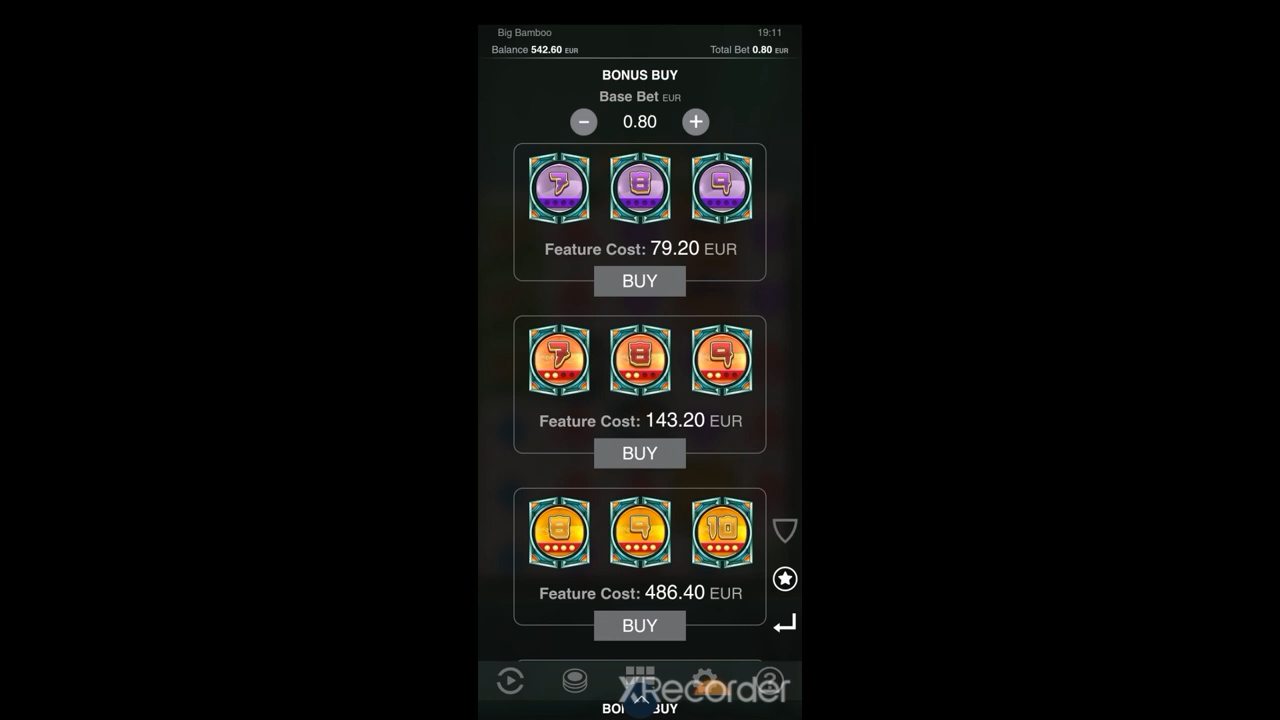 Big Bamboo 19:11
Balance 542.60 EUR Total Bet 0.80 EUR
BONUS BUY
Base Bet EUR
− 0.80 +
7 8 9
Feature Cost: 79.20 EUR
BUY
7 8 9
Feature Cost: 143.20 EUR
BUY
8 9 10
Feature Cost: 486.40 EUR
BUY
XRecorder
BUY